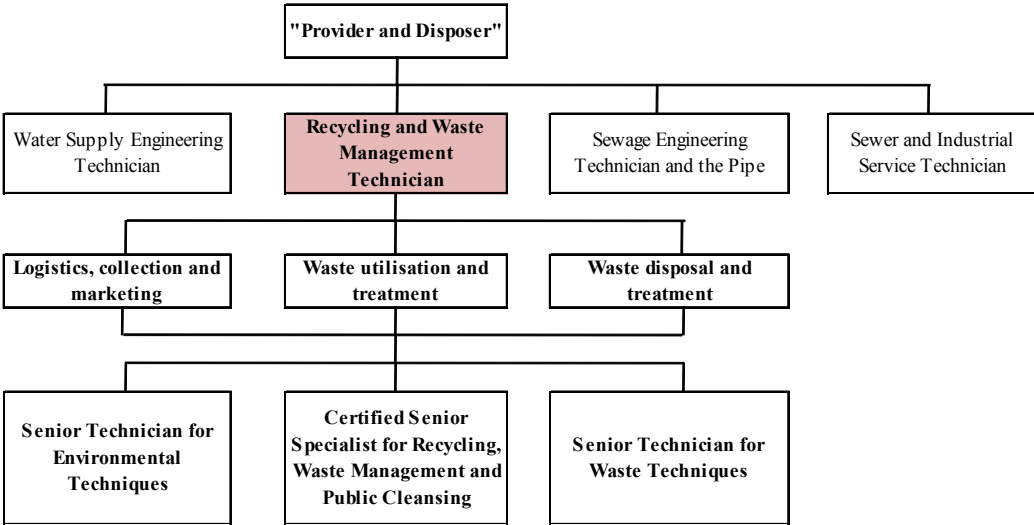 "Provider and Disposer"
Water Supply Engineering
Technician
Recycling and Waste
Management
Technician
Sewage Engineering
Technician and the Pipe
Sewer and Industrial
Service Technician
Logistics, collection and
marketing
Waste utilisation and
treatment
Waste disposal and
treatment
Senior Technician for
Environmental
Techniques
Certified Senior
Specialist for Recycling,
Waste Management and
Public Cleansing
Senior Technician for
Waste Techniques